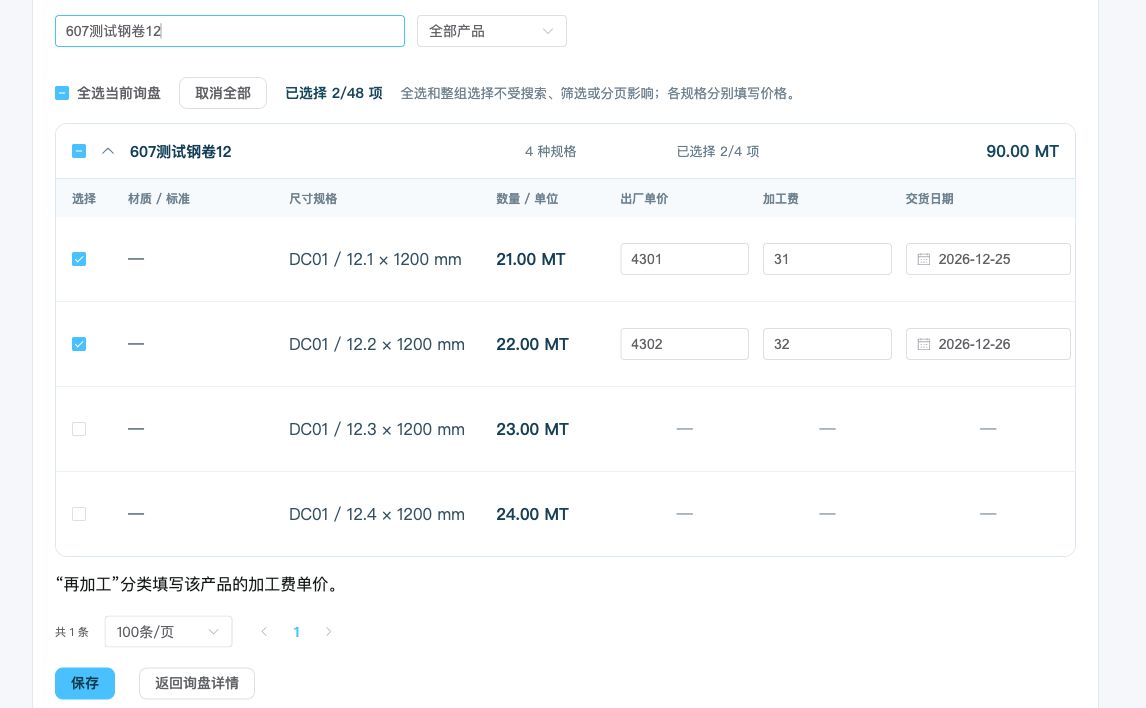 607测试钢卷12 全部产品
全选当前询盘 取消全部 已选择 2/48 项 全选和整组选择不受搜索、筛选或分页影响；各规格分别填写价格。
607测试钢卷12 4 种规格 已选择 2/4 项 90.00 MT
选择 材质 / 标准 尺寸规格 数量 / 单位 出厂单价 加工费 交货日期
— DC01 / 12.1 × 1200 mm 21.00 MT 4301 31 2026-12-25
— DC01 / 12.2 × 1200 mm 22.00 MT 4302 32 2026-12-26
— DC01 / 12.3 × 1200 mm 23.00 MT — — —
— DC01 / 12.4 × 1200 mm 24.00 MT — — —
“再加工”分类填写该产品的加工费单价。
共 1 条 100条/页 1
保存 返回询盘详情